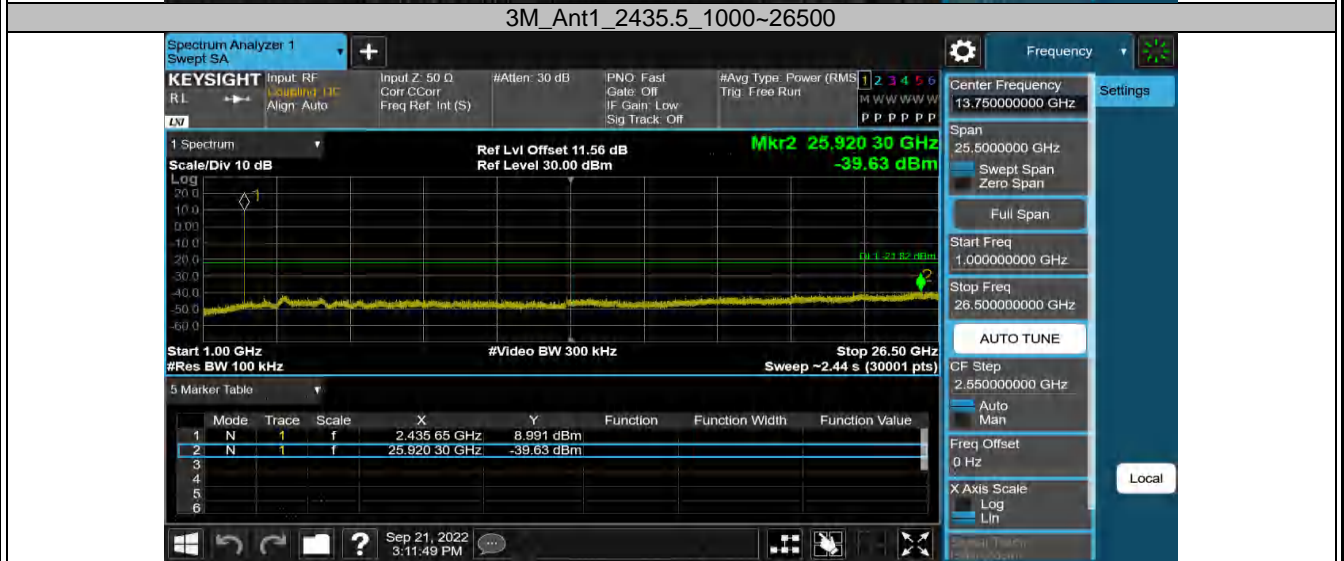 3M_Ant1_2435.5_1000~26500
Spectrum Analyzer 1
Swept SA
Frequency
KEYSIGHT
RL
LXI
Input: RF
Coupling: DC
Align: Auto
Input Z: 50 Ω
Corr CCorr
Freq Ref: Int (S)
#Atten: 30 dB
PNO: Fast
Gate: Off
IF Gain: Low
Sig Track: Off
#Avg Type: Power (RMS
Trig: Free Run
1 2 3 4 5 6
M W W W W W
P P P P P P
Center Frequency
13.750000000 GHz
Settings
1 Spectrum
Scale/Div 10 dB
Ref Lvl Offset 11.56 dB
Ref Level 30.00 dBm
Mkr2 25.920 30 GHz
-39.63 dBm
Span
25.5000000 GHz
Swept Span
Zero Span
Full Span
Start Freq
1.000000000 GHz
Stop Freq
26.500000000 GHz
AUTO TUNE
CF Step
2.550000000 GHz
Auto
Man
Freq Offset
0 Hz
X Axis Scale
Log
Lin
Local
Log
20.0
10.0
0.00
-10.0
-20.0
-30.0
-40.0
-50.0
-60.0
1
DL1 -21.82 dBm
2
Start 1.00 GHz
#Video BW 300 kHz
Stop 26.50 GHz
#Res BW 100 kHz
Sweep ~2.44 s (30001 pts)
5 Marker Table
Mode Trace Scale X Y Function Function Width Function Value
1 N 1 f 2.435 65 GHz 8.991 dBm
2 N 1 f 25.920 30 GHz -39.63 dBm
3
4
5
6
?
Sep 21, 2022
3:11:49 PM